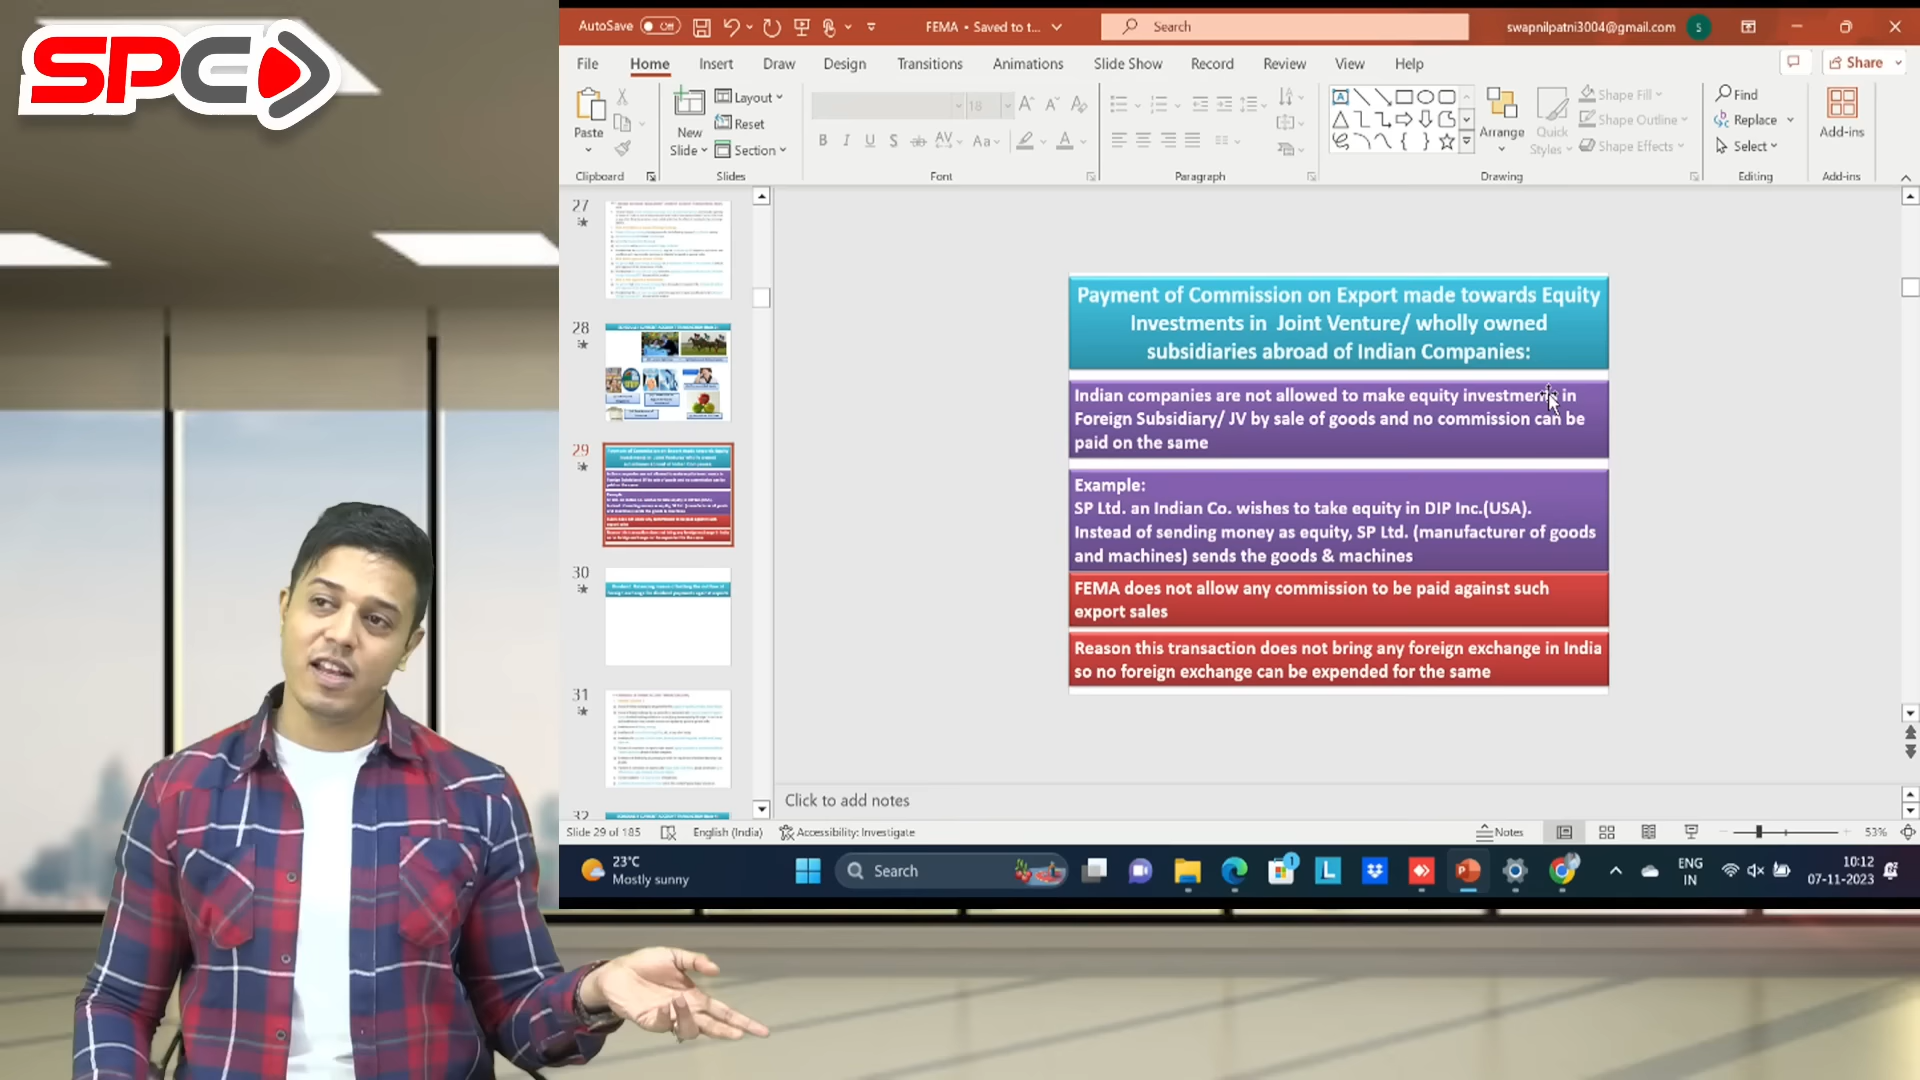 SPC
AutoSave Off
FEMA • Saved to t...
Search
swapnilpatni3004@gmail.com
S
File Home Insert Draw Design Transitions Animations Slide Show Record Review View Help
Share
Paste
New
Slide
Layout
Reset
Section
18
Find
Replace
Select
Arrange
Quick
Styles
Shape Fill
Shape Outline
Shape Effects
Add-ins
Clipboard Slides Font Paragraph Drawing Editing Add-ins
27
28
29
30
31
32
Payment of Commission on Export made towards Equity
Investments in Joint Venture/ wholly owned
subsidiaries abroad of Indian Companies:
Indian companies are not allowed to make equity investments in
Foreign Subsidiary/ JV by sale of goods and no commission can be
paid on the same
Example:
SP Ltd. an Indian Co. wishes to take equity in DIP Inc.(USA).
Instead of sending money as equity, SP Ltd. (manufacturer of goods
and machines) sends the goods & machines
FEMA does not allow any commission to be paid against such
export sales
Reason this transaction does not bring any foreign exchange in India
so no foreign exchange can be expended for the same
Click to add notes
Slide 29 of 185
English (India)
Accessibility: Investigate
Notes
53%
23°C
Mostly sunny
Search
1
L
ENG
IN
10:12
07-11-2023